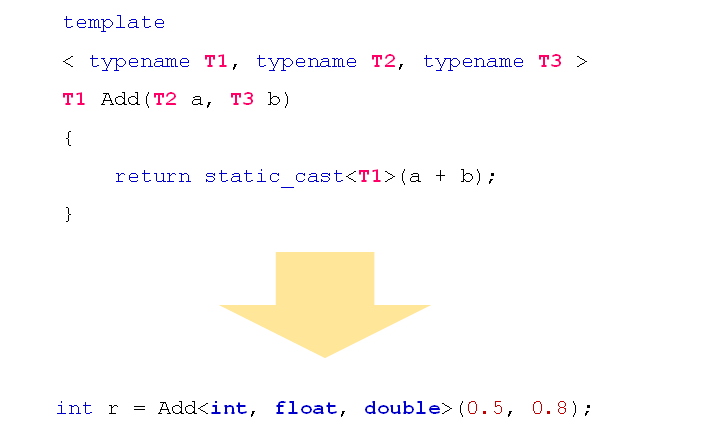 template
< typename T1, typename T2, typename T3 >
T1 Add(T2 a, T3 b)
{
    return static_cast<T1>(a + b);
}
int r = Add<int, float, double>(0.5, 0.8);